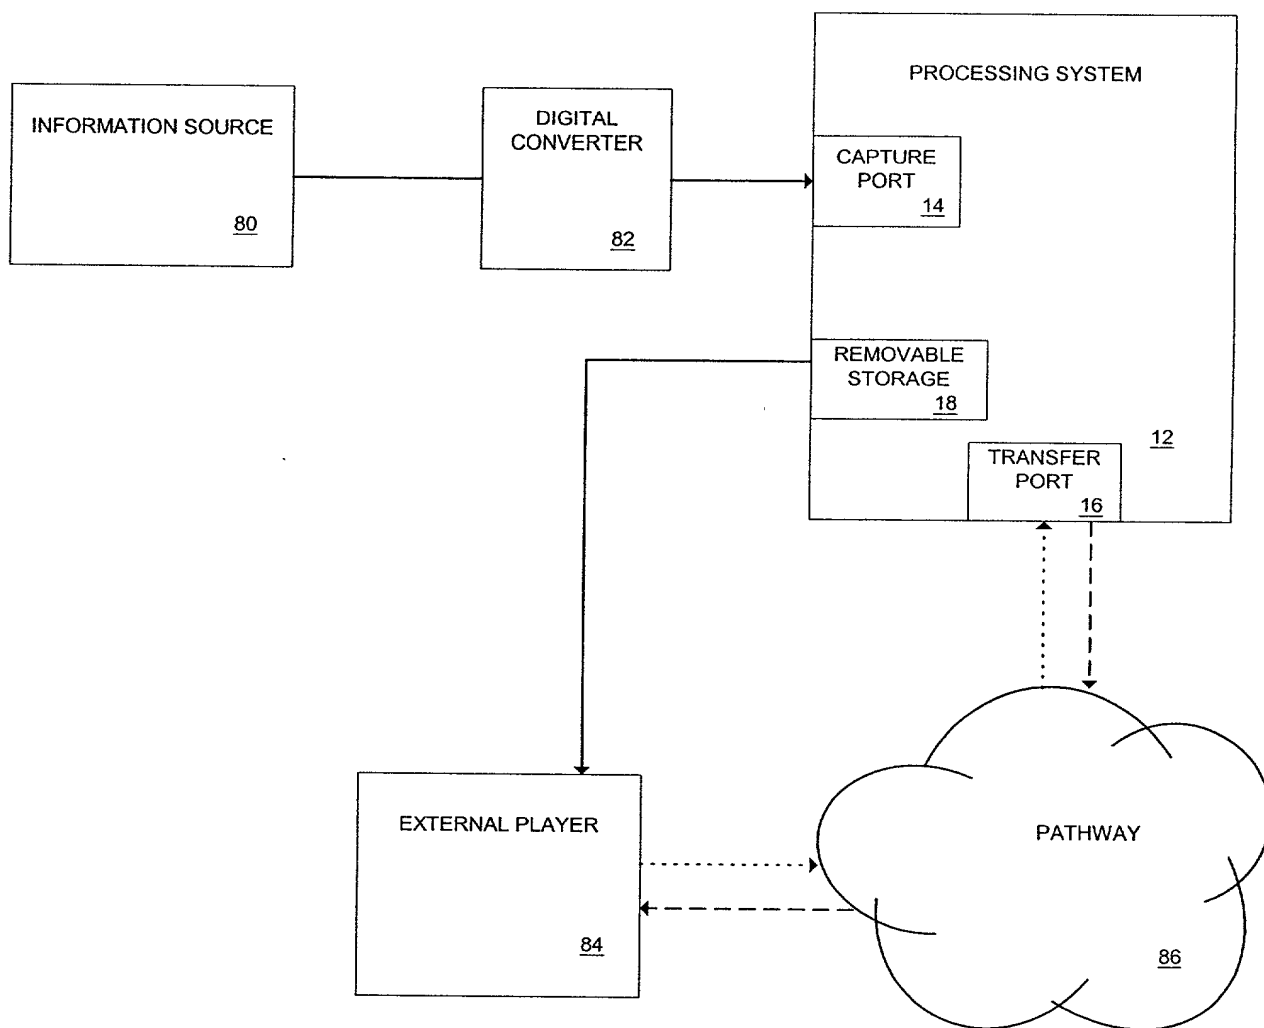 PROCESSING SYSTEM
INFORMATION SOURCE
80
DIGITAL
CONVERTER
82
CAPTURE
PORT
14
REMOVABLE
STORAGE
18
12
TRANSFER
PORT
16
EXTERNAL PLAYER
84
PATHWAY
86